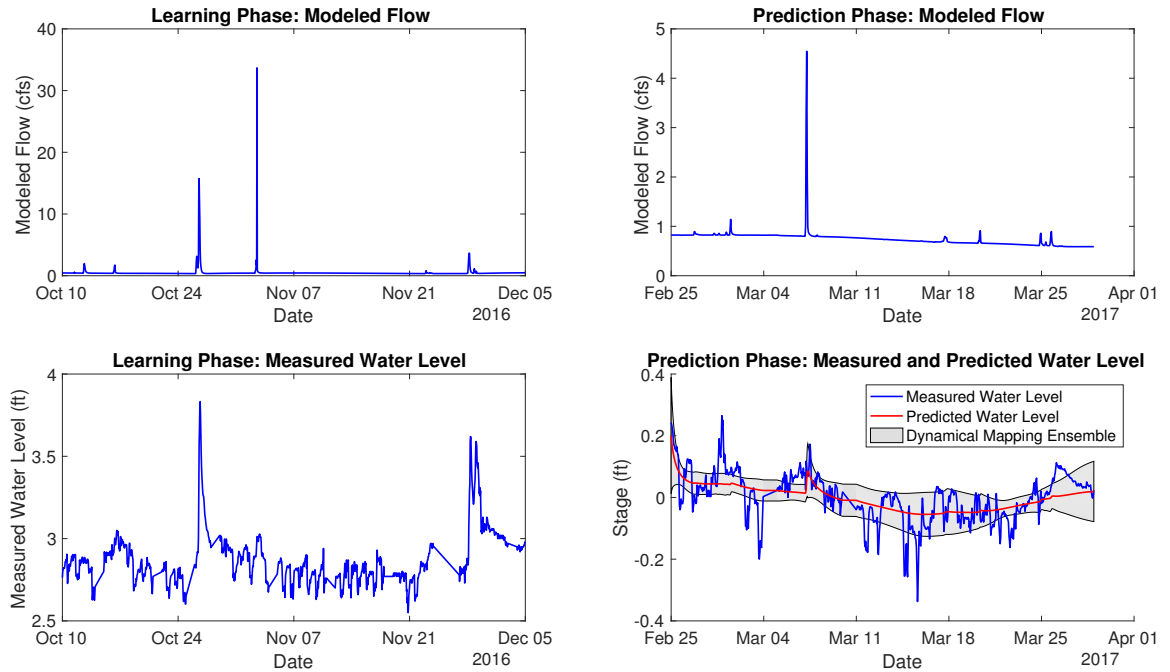 Learning Phase: Modeled Flow
40
30
20
10
0
Modeled Flow (cfs)
Oct 10 Oct 24 Nov 07 Nov 21 Dec 05
Date 2016
Prediction Phase: Modeled Flow
5
4
3
2
1
0
Modeled Flow (cfs)
Feb 25 Mar 04 Mar 11 Mar 18 Mar 25 Apr 01
Date 2017
Learning Phase: Measured Water Level
4
3.5
3
2.5
Measured Water Level (ft)
Oct 10 Oct 24 Nov 07 Nov 21 Dec 05
Date 2016
Prediction Phase: Measured and Predicted Water Level
0.4
0.2
0
-0.2
-0.4
Stage (ft)
Measured Water Level
Predicted Water Level
Dynamical Mapping Ensemble
Feb 25 Mar 04 Mar 11 Mar 18 Mar 25 Apr 01
Date 2017